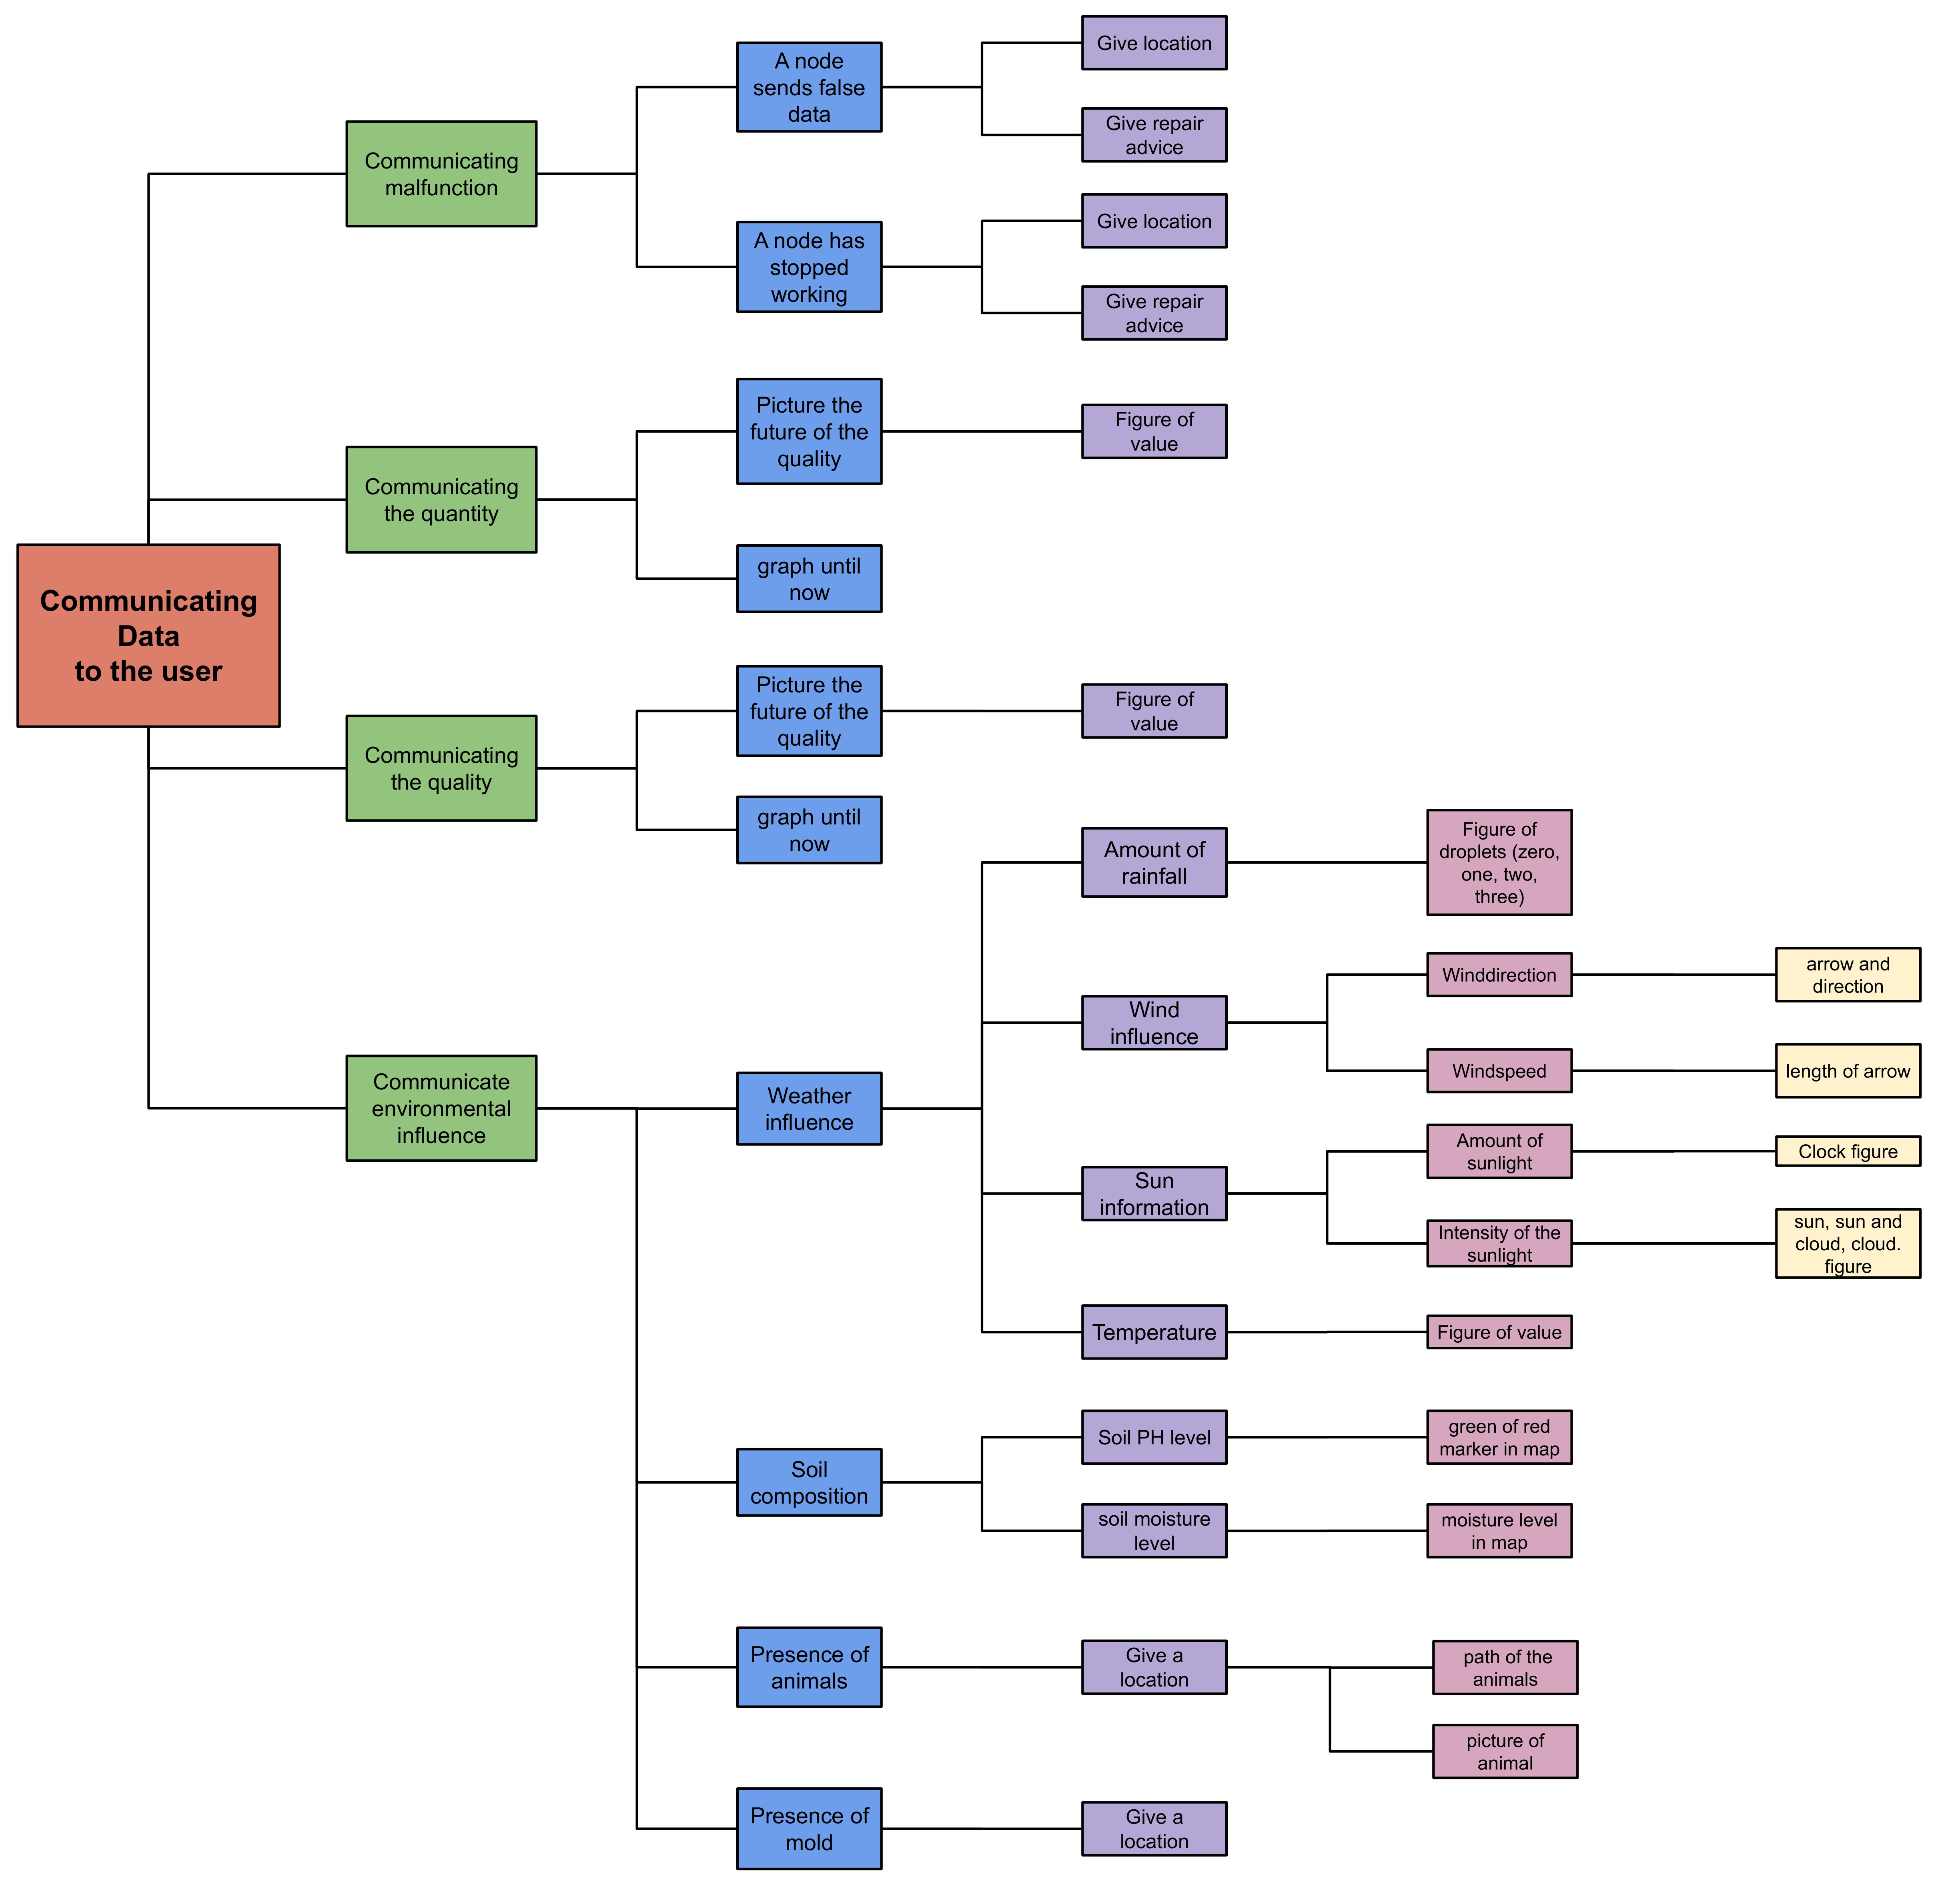 Communicating
Data
to the user
Communicating
malfunction
A node
sends false
data
Give location
Give repair
advice
A node has
stopped
working
Give location
Give repair
advice
Communicating
the quantity
Picture the
future of the
quality
Figure of
value
graph until
now
Communicating
the quality
Picture the
future of the
quality
Figure of
value
graph until
now
Communicate
environmental
influence
Weather
influence
Amount of
rainfall
Figure of
droplets (zero,
one, two,
three)
Wind
influence
Winddirection
arrow and
direction
Windspeed
length of arrow
Sun
information
Amount of
sunlight
Clock figure
Intensity of the
sunlight
sun, sun and
cloud, cloud.
figure
Temperature
Figure of value
Soil
composition
Soil PH level
green of red
marker in map
soil moisture
level
moisture level
in map
Presence of
animals
Give a
location
path of the
animals
picture of
animal
Presence of
mold
Give a
location